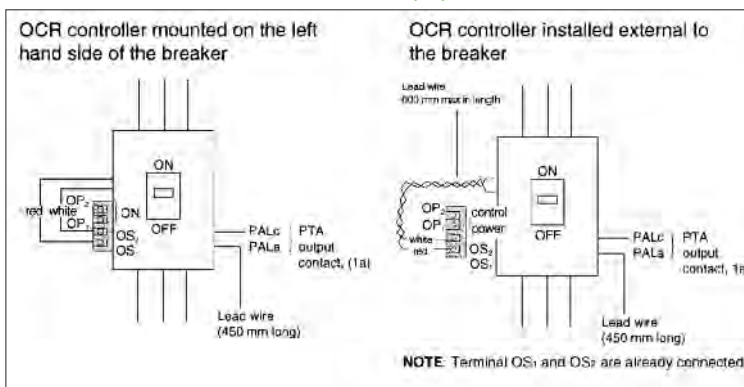 OCR controller mounted on the left
hand side of the breaker
ON
OFF
red white
OP₂
OP₁
ON
OS₂
OS
PALc
PALa
PTA
output
contact, (1a)
Lead wire
(450 mm long)
OCR controller installed external to
the breaker
Lead wire
600 mm max in length
ON
OFF
OP₂
OP
control
power
white
red
OS₂
OS₁
PALc
PALa
PTA
output
contact, 1a
Lead wire
(450 mm long)
NOTE: Terminal OS₁ and OS₂ are already connected